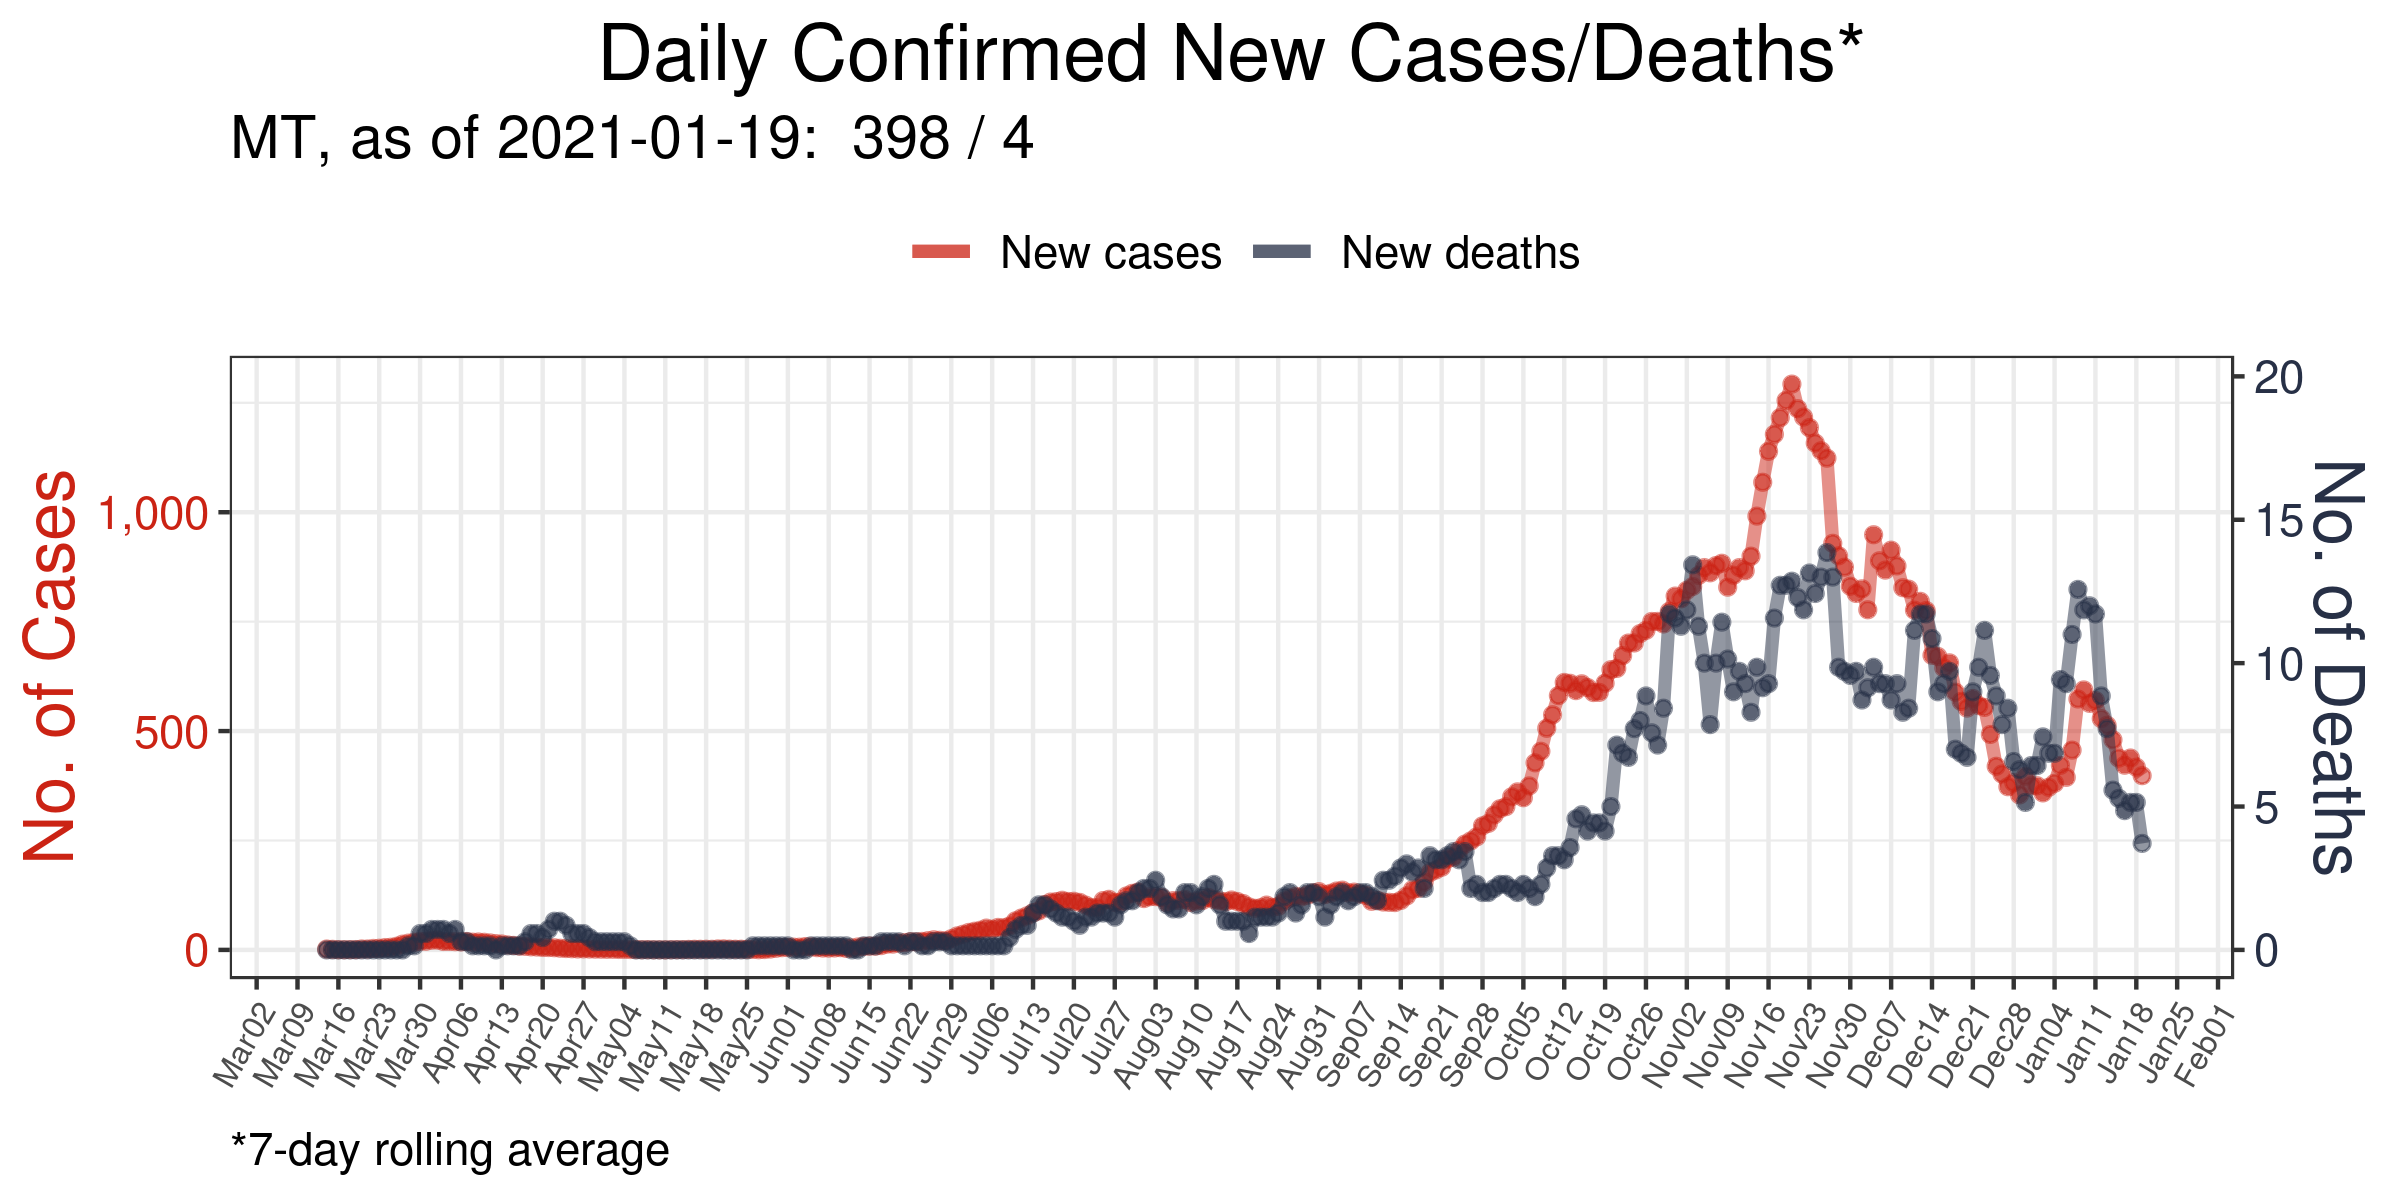 Daily Confirmed New Cases/Deaths*
MT, as of 2021-01-19:  398 / 4
New cases
New deaths
No. of Cases
1,000
500
0
20
15
10
5
0
No. of Deaths
Mar02
Mar09
Mar16
Mar23
Mar30
Apr06
Apr13
Apr20
Apr27
May04
May11
May18
May25
Jun01
Jun08
Jun15
Jun22
Jun29
Jul06
Jul13
Jul20
Jul27
Aug03
Aug10
Aug17
Aug24
Aug31
Sep07
Sep14
Sep21
Sep28
Oct05
Oct12
Oct19
Oct26
Nov02
Nov09
Nov16
Nov23
Nov30
Dec07
Dec14
Dec21
Dec28
Jan04
Jan11
Jan18
Jan25
Feb01
*7-day rolling average